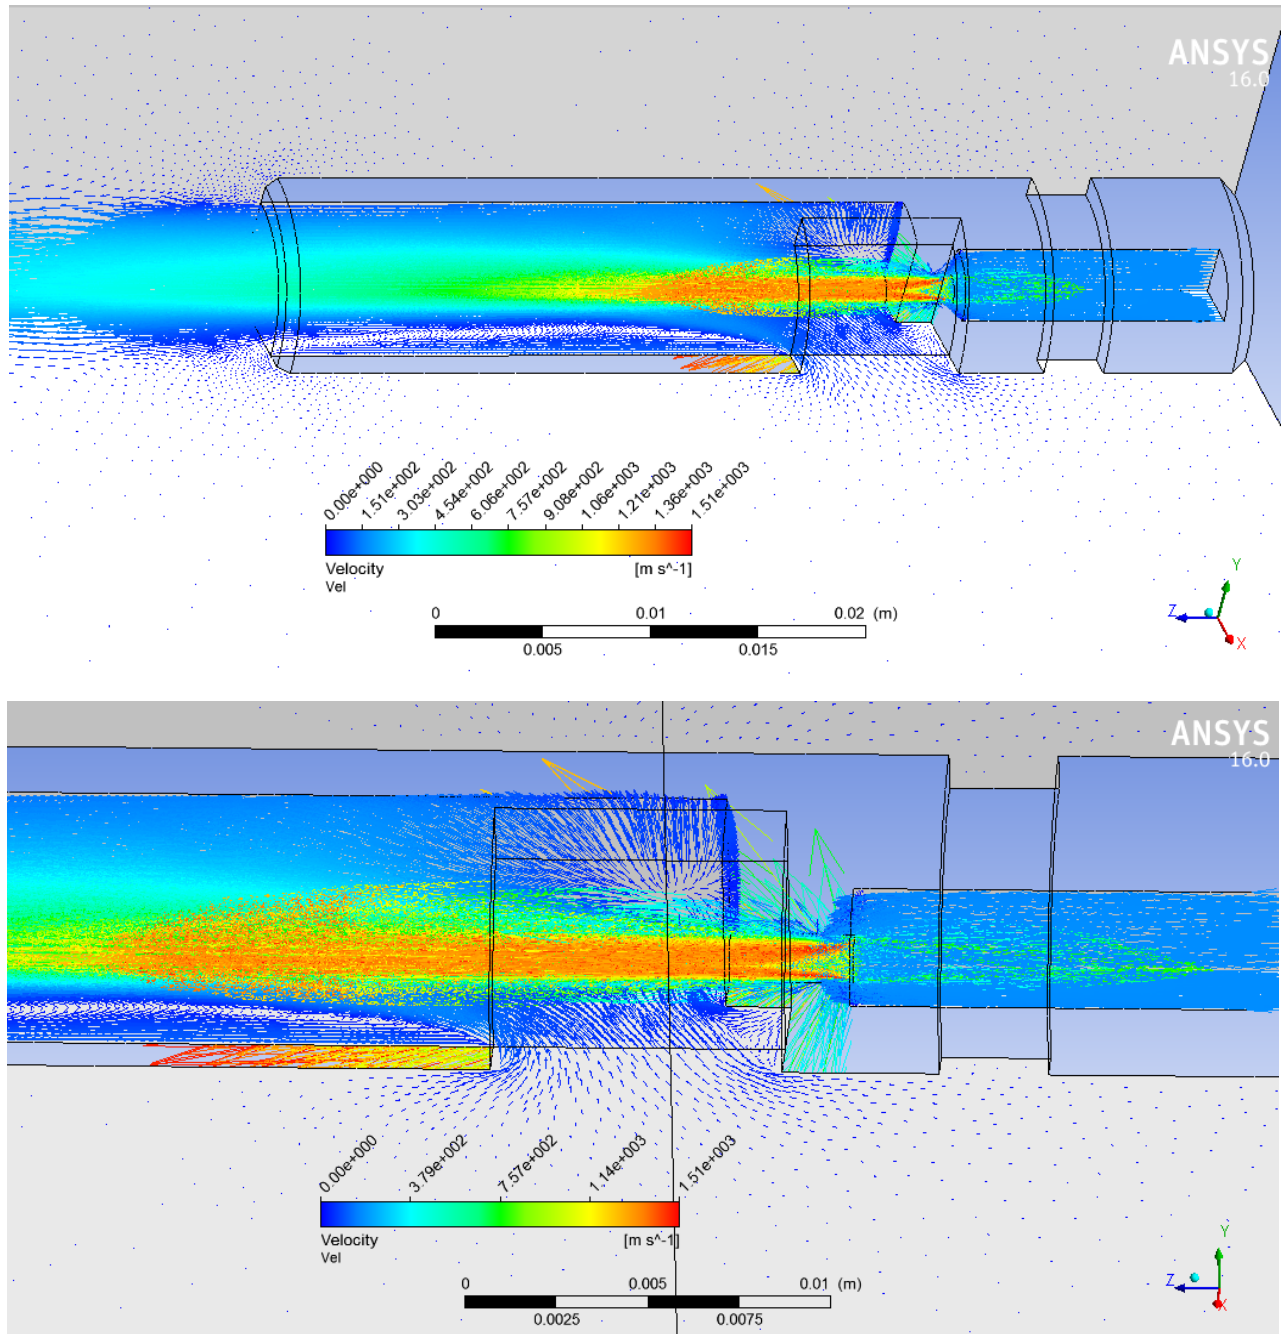 ANSYS
16.0
0.00e+000
1.51e+002
3.03e+002
4.54e+002
6.06e+002
7.57e+002
9.08e+002
1.06e+003
1.21e+003
1.36e+003
1.51e+003
Velocity [m s^-1]
Vel
0 0.01 0.02 (m)
0.005 0.015
Y
Z
X
ANSYS
16.0
0.00e+000
3.79e+002
7.57e+002
1.14e+003
1.51e+003
Velocity [m s^-1]
Vel
0 0.005 0.01 (m)
0.0025 0.0075
Y
Z
X